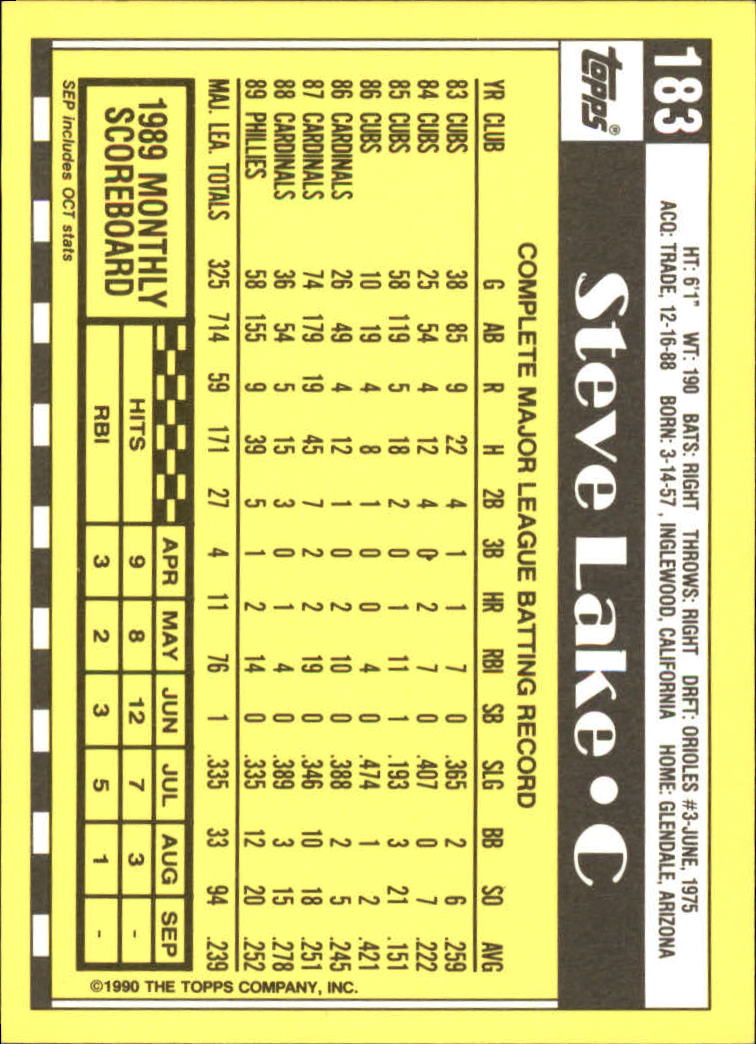 183
HT: 6'1" WT: 190 BATS: RIGHT THROWS: RIGHT DRFT: ORIOLES #3-JUNE, 1975
ACQ: TRADE, 12-16-88 BORN: 3-14-57, INGLEWOOD, CALIFORNIA HOME: GLENDALE, ARIZONA
topps®
Steve Lake • C
COMPLETE MAJOR LEAGUE BATTING RECORD
YR CLUB G AB R H 2B 3B HR RBI SB SLG BB SO AVG
83 CUBS 38 85 9 22 4 1 1 7 0 .365 2 6 .259
84 CUBS 25 54 4 12 4 0 2 7 0 .407 0 7 .222
85 CUBS 58 119 5 18 2 0 1 11 1 .193 3 21 .151
86 CUBS 10 19 4 8 1 0 0 4 0 .474 1 2 .421
86 CARDINALS 26 49 4 12 1 0 2 10 0 .388 2 5 .245
87 CARDINALS 74 179 19 45 7 2 2 19 0 .346 10 18 .251
88 CARDINALS 36 54 5 15 3 0 1 4 0 .389 3 15 .278
89 PHILLIES 58 155 9 39 5 1 2 14 0 .335 12 20 .252
MAJ. LEA. TOTALS 325 714 59 171 27 4 11 76 1 .335 33 94 .239
1989 MONTHLY
SCOREBOARD
APR MAY JUN JUL AUG SEP
HITS 9 8 12 7 3 -
RBI 3 2 3 5 1 -
SEP includes OCT stats
©1990 THE TOPPS COMPANY, INC.